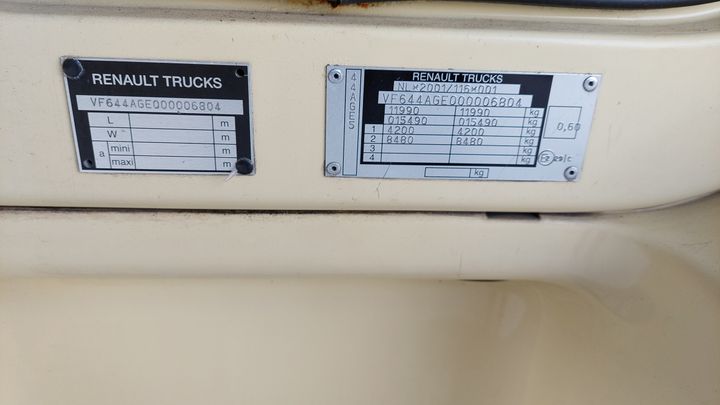 RENAULT TRUCKS
VF644AGE000006804
L m
W m
a mini m
maxi m
44AGES
RENAULT TRUCKS
NL*2001/116*001
VF644AGE000006804
11990 11990 kg
015490 015490 kg
1 4200 4200 kg
2 8480 8480 kg
3 kg
4 kg
kg
0,60